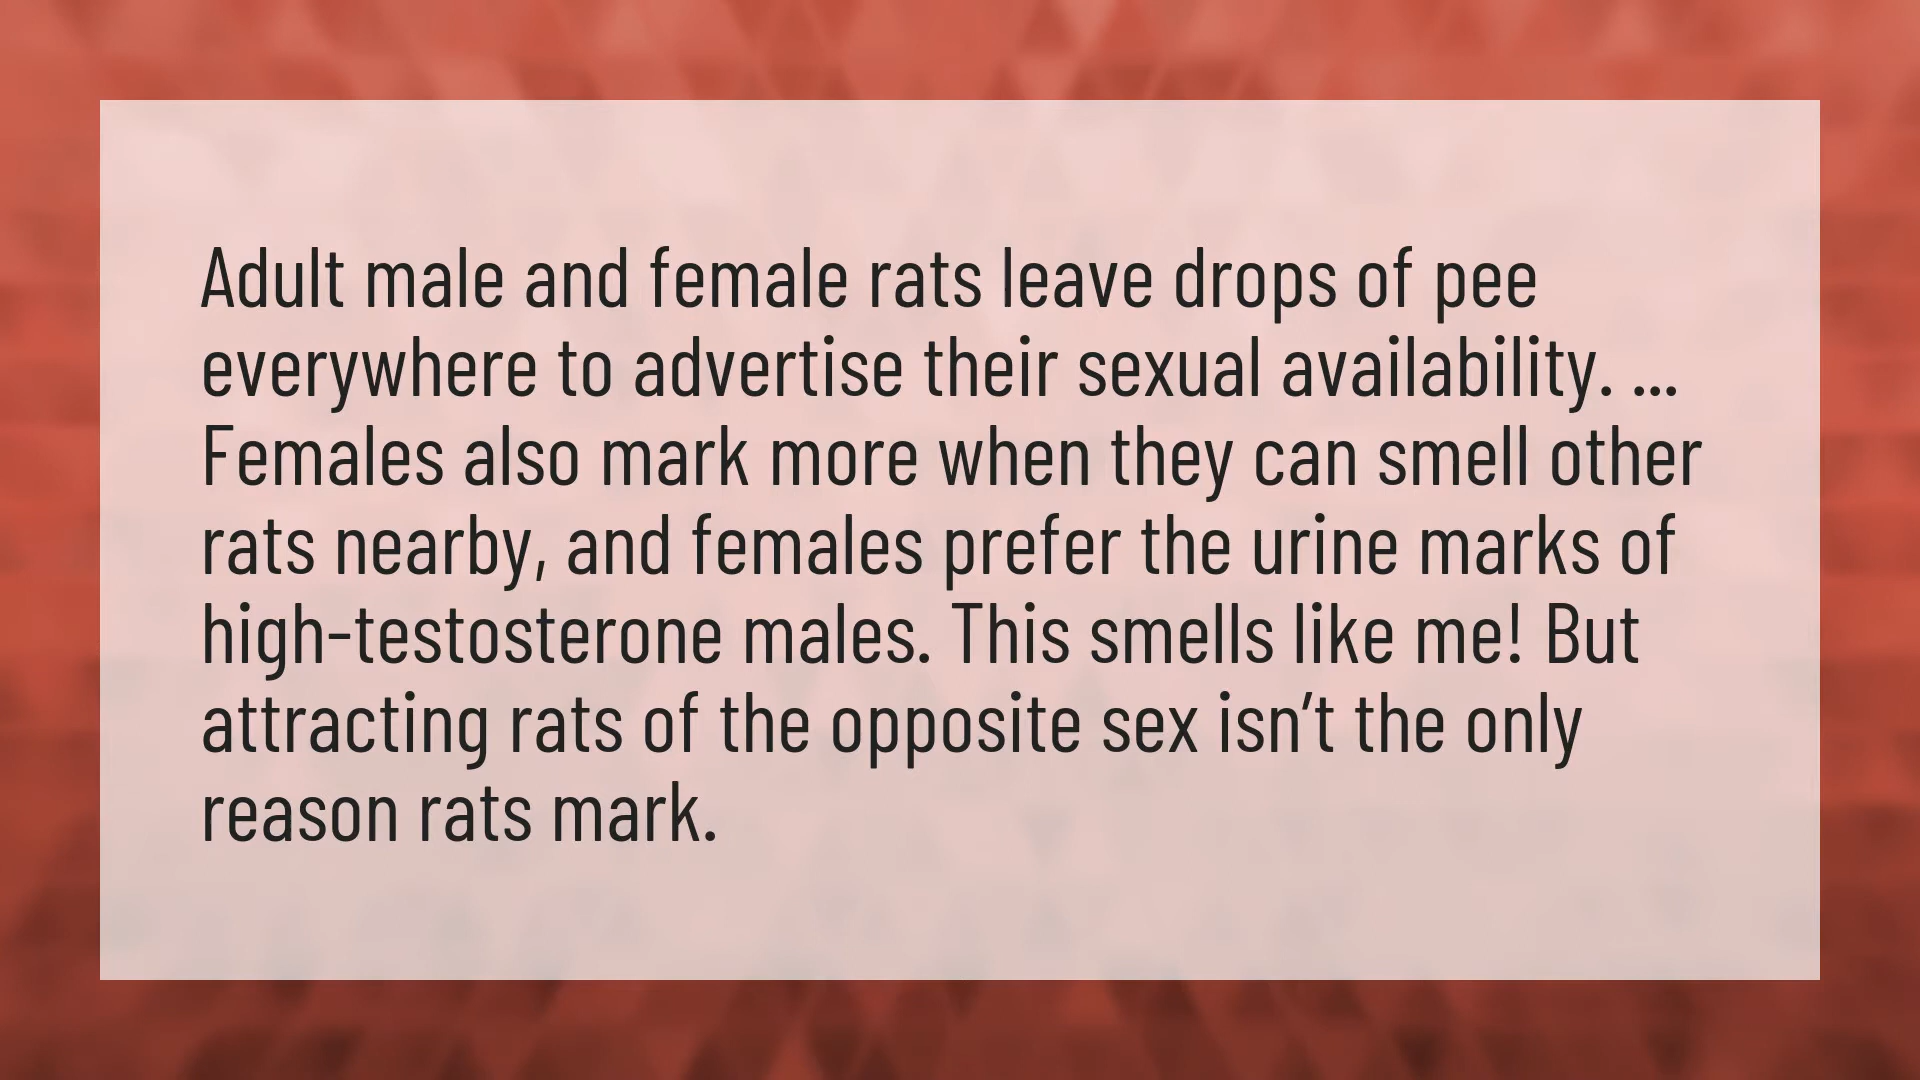 Adult male and female rats leave drops of pee
everywhere to advertise their sexual availability. ...
Females also mark more when they can smell other
rats nearby, and females prefer the urine marks of
high-testosterone males. This smells like me! But
attracting rats of the opposite sex isn’t the only
reason rats mark.